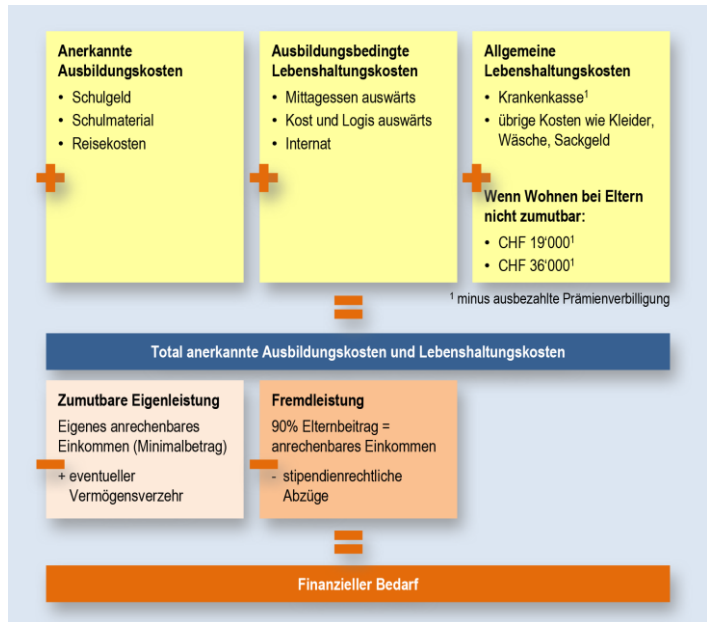 Anerkannte
Ausbildungskosten
• Schulgeld
• Schulmaterial
• Reisekosten
Ausbildungsbedingte
Lebenshaltungskosten
• Mittagessen auswärts
• Kost und Logis auswärts
• Internat
Allgemeine
Lebenshaltungskosten
• Krankenkasse¹
• übrige Kosten wie Kleider,
Wäsche, Sackgeld
Wenn Wohnen bei Eltern
nicht zumutbar:
• CHF 19'000¹
• CHF 36'000¹
¹ minus ausbezahlte Prämienverbilligung
Total anerkannte Ausbildungskosten und Lebenshaltungskosten
Zumutbare Eigenleistung
Eigenes anrechenbares
Einkommen (Minimalbetrag)
+ eventueller
Vermögensverzehr
Fremdleistung
90% Elternbeitrag =
anrechenbares Einkommen
- stipendienrechtliche
Abzüge
Finanzieller Bedarf